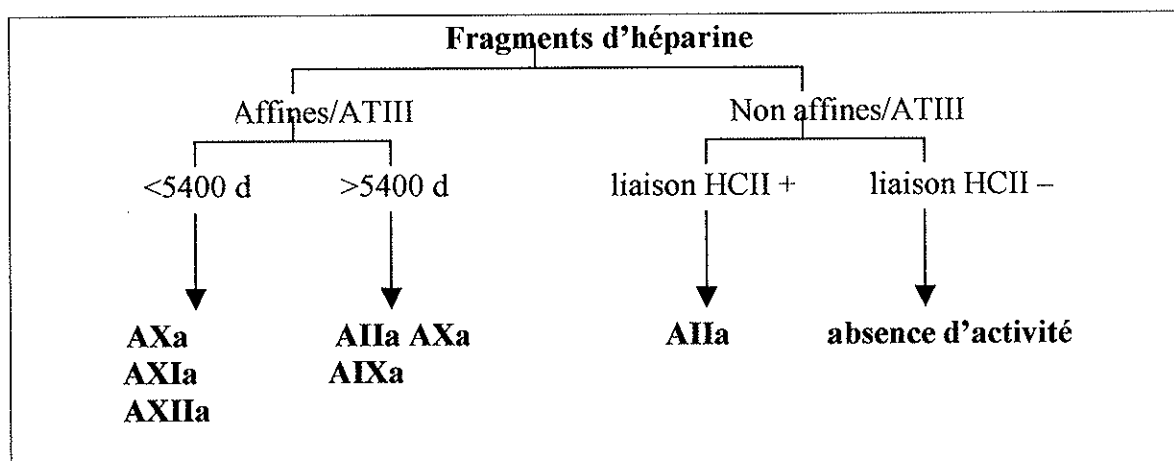 Fragments d'héparine
Affines/ATIII
Non affines/ATIII
<5400 d
>5400 d
liaison HCII +
liaison HCII –
AXa
AXIa
AXIIa
AIIa AXa
AIXa
AIIa
absence d'activité